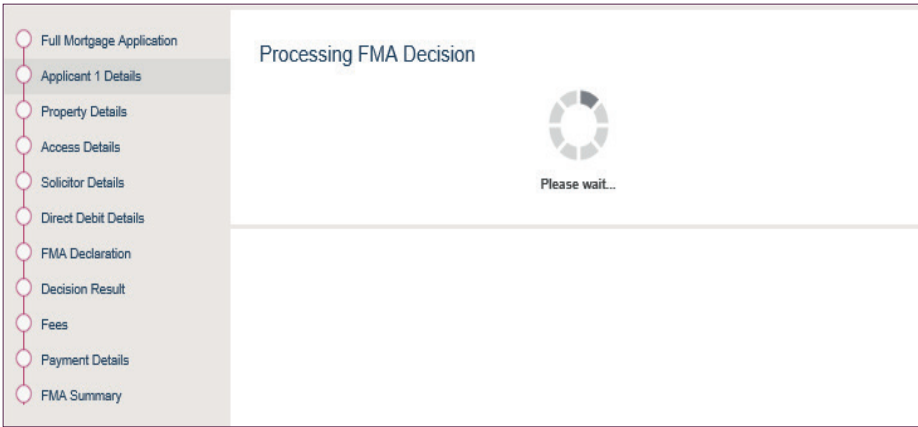 Full Mortgage Application
Applicant 1 Details
Property Details
Access Details
Solicitor Details
Direct Debit Details
FMA Declaration
Decision Result
Fees
Payment Details
FMA Summary
Processing FMA Decision
Please wait...